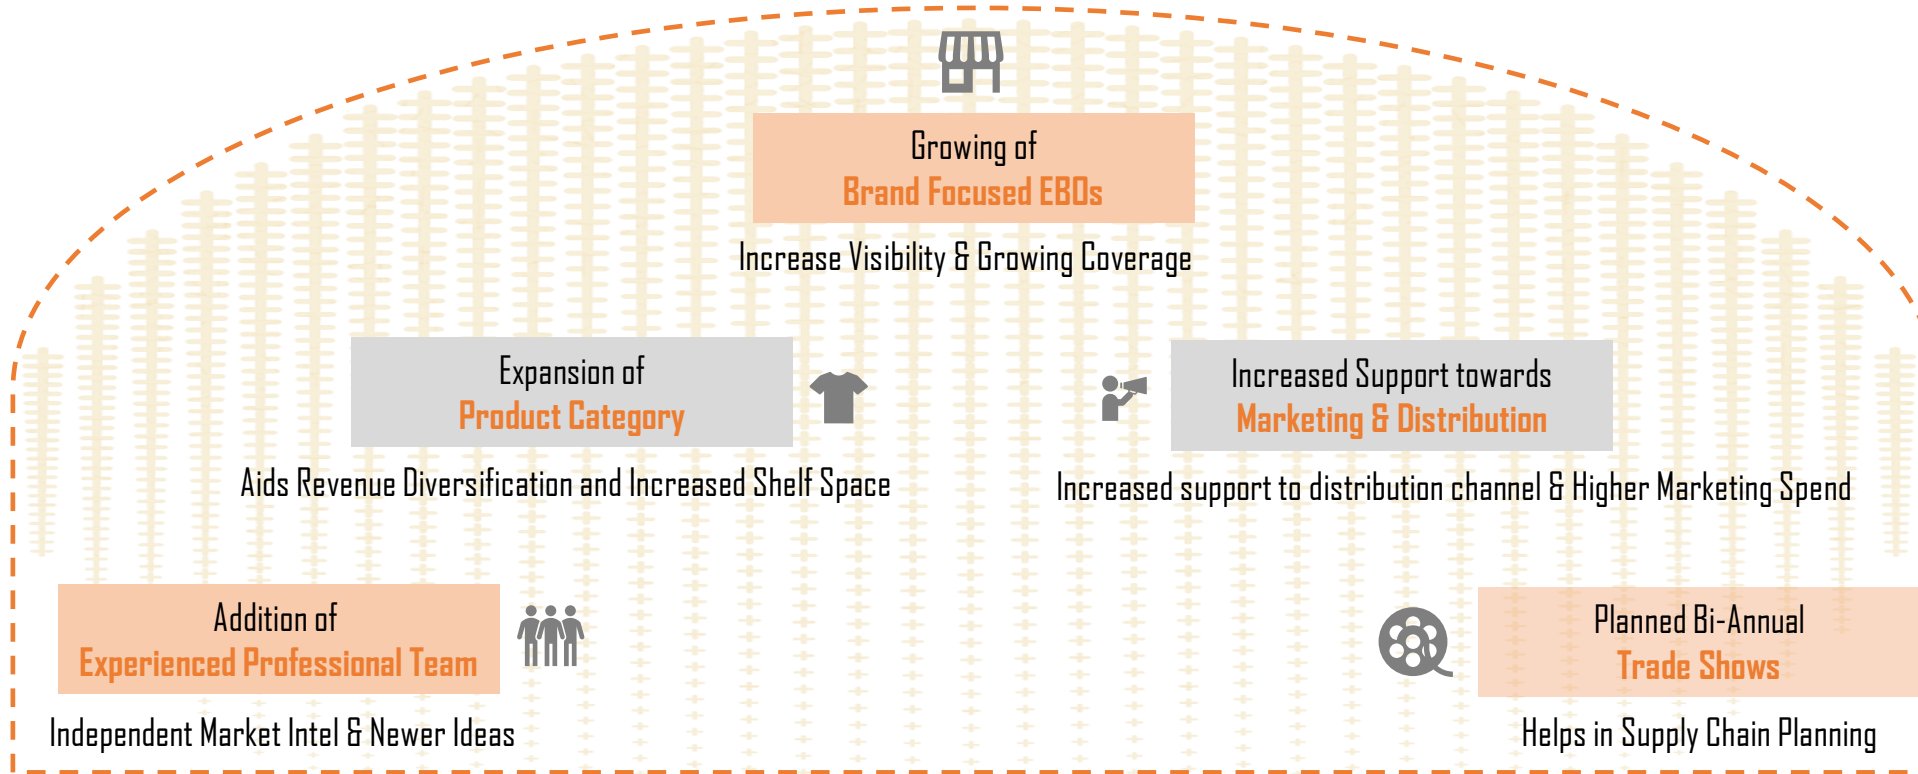 Growing of
Brand Focused EBOs
Increase Visibility & Growing Coverage
Expansion of
Product Category
Aids Revenue Diversification and Increased Shelf Space
Increased Support towards
Marketing & Distribution
Increased support to distribution channel & Higher Marketing Spend
Addition of
Experienced Professional Team
Independent Market Intel & Newer Ideas
Planned Bi-Annual
Trade Shows
Helps in Supply Chain Planning